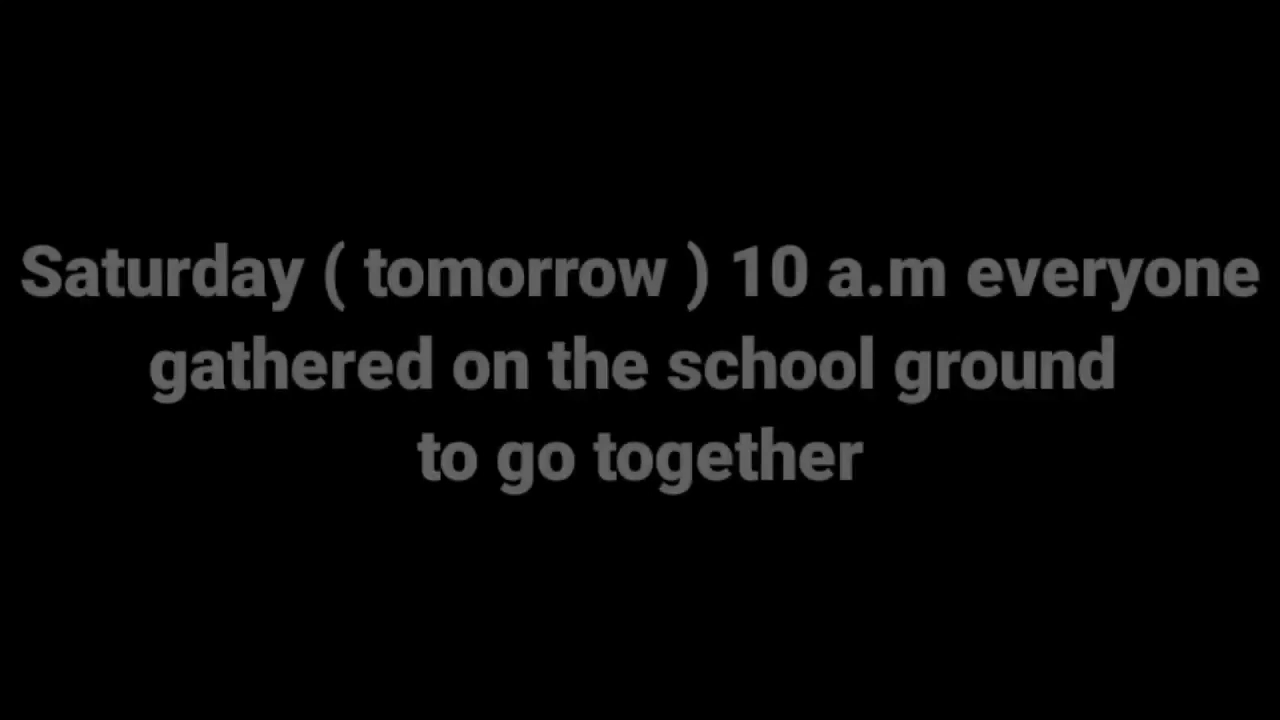 Saturday ( tomorrow ) 10 a.m everyone
gathered on the school ground
to go together